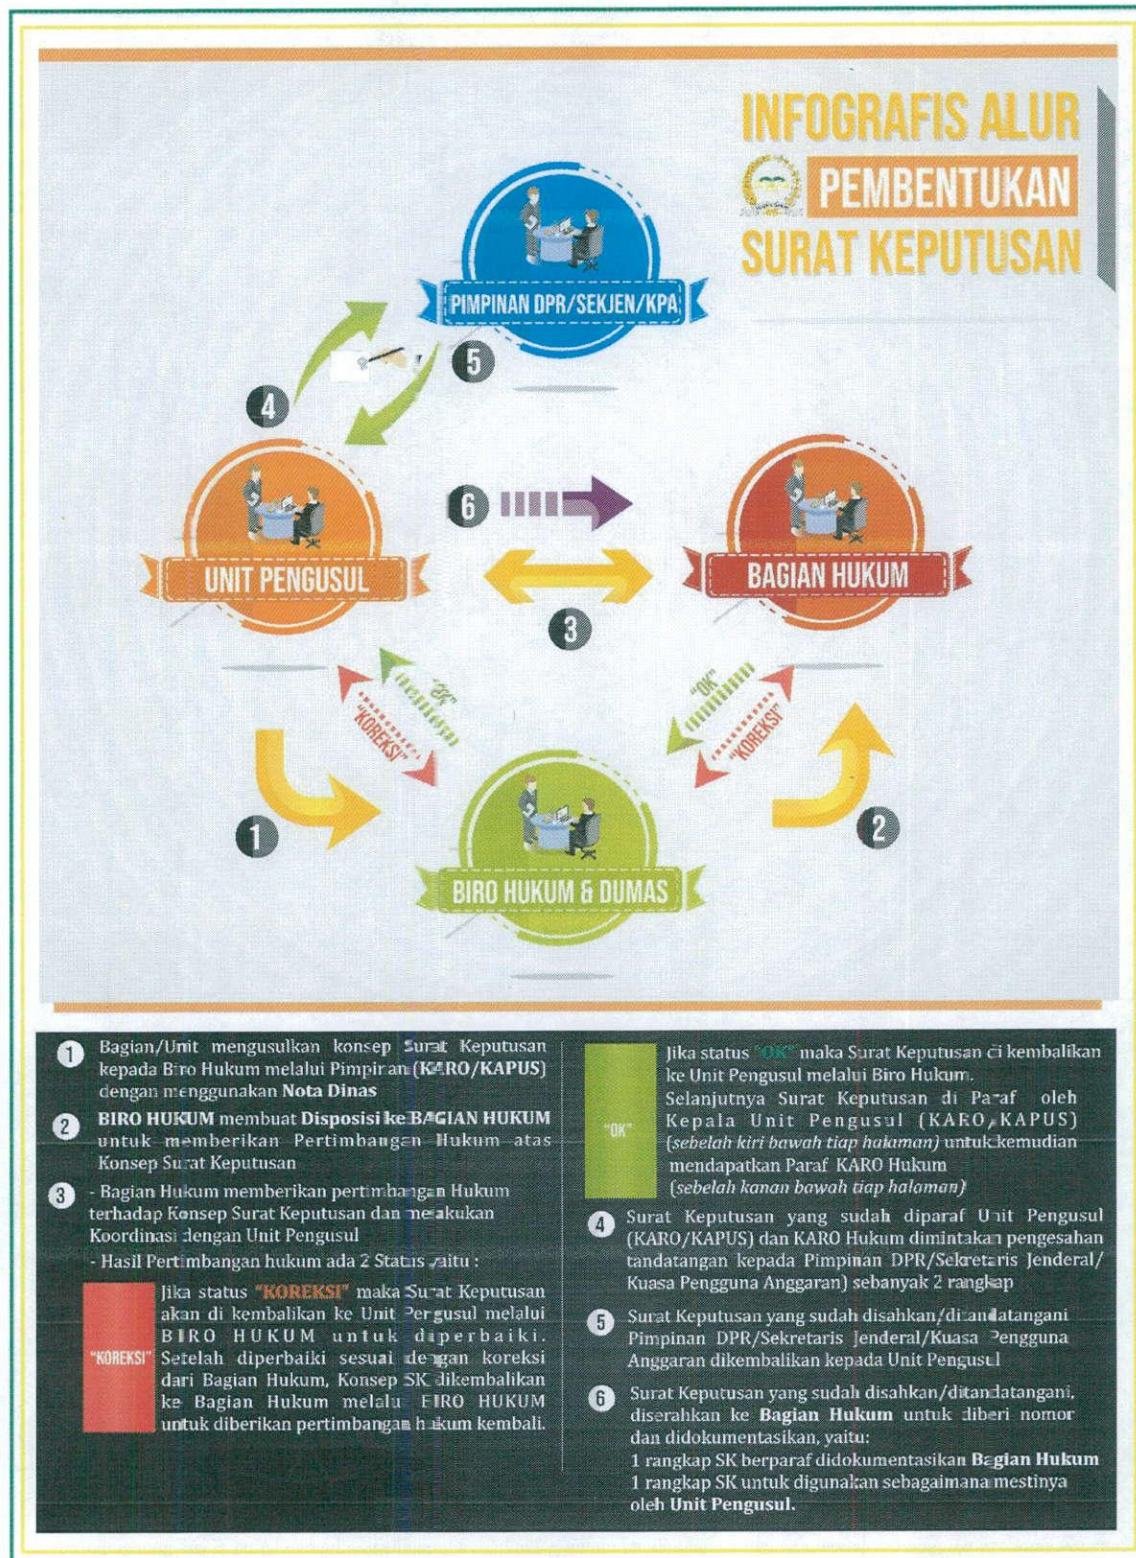 INFOGRAFIS ALUR
PEMBENTUKAN
SURAT KEPUTUSAN
PIMPINAN DPR/SEKJEN/KPA
5
4
6
UNIT PENGUSUL
BAGIAN HUKUM
3
"OK"
"KOREKSI"
"OK"
"KOREKSI"
1
2
BIRO HUKUM & DUMAS
1 Bagian/Unit mengusulkan konsep Surat Keputusan
kepada Biro Hukum melalui Pimpinan (KARO/KAPUS)
dengan menggunakan Nota Dinas
2 BIRO HUKUM membuat Disposisi ke BAGIAN HUKUM
untuk memberikan Pertimbangan Hukum atas
Konsep Surat Keputusan
3 - Bagian Hukum memberikan pertimbangan Hukum
terhadap Konsep Surat Keputusan dan melakukan
Koordinasi dengan Unit Pengusul
- Hasil Pertimbangan hukum ada 2 Status yaitu :
"KOREKSI"
Jika status "KOREKSI" maka Surat Keputusan
akan di kembalikan ke Unit Pengusul melalui
BIRO HUKUM untuk diperbaiki.
Setelah diperbaiki sesuai dengan koreksi
dari Bagian Hukum, Konsep SK dikembalikan
ke Bagian Hukum melalui BIRO HUKUM
untuk diberikan pertimbangan hukum kembali.
"OK"
Jika status "OK" maka Surat Keputusan di kembalikan
ke Unit Pengusul melalui Biro Hukum.
Selanjutnya Surat Keputusan di Paraf oleh
Kepala Unit Pengusul (KARO/KAPUS)
(sebelah kiri bawah tiap halaman) untuk kemudian
mendapatkan Paraf KARO Hukum
(sebelah kanan bawah tiap halaman)
4 Surat Keputusan yang sudah diparaf Unit Pengusul
(KARO/KAPUS) dan KARO Hukum dimintakan pengesahan
tandatangan kepada Pimpinan DPR/Sekretaris Jenderal/
Kuasa Pengguna Anggaran) sebanyak 2 rangkap
5 Surat Keputusan yang sudah disahkan/ditandatangani
Pimpinan DPR/Sekretaris Jenderal/Kuasa Pengguna
Anggaran dikembalikan kepada Unit Pengusul
6 Surat Keputusan yang sudah disahkan/ditandatangani,
diserahkan ke Bagian Hukum untuk diberi nomor
dan didokumentasikan, yaitu:
1 rangkap SK berparaf didokumentasikan Bagian Hukum
1 rangkap SK untuk digunakan sebagaimana mestinya
oleh Unit Pengusul.